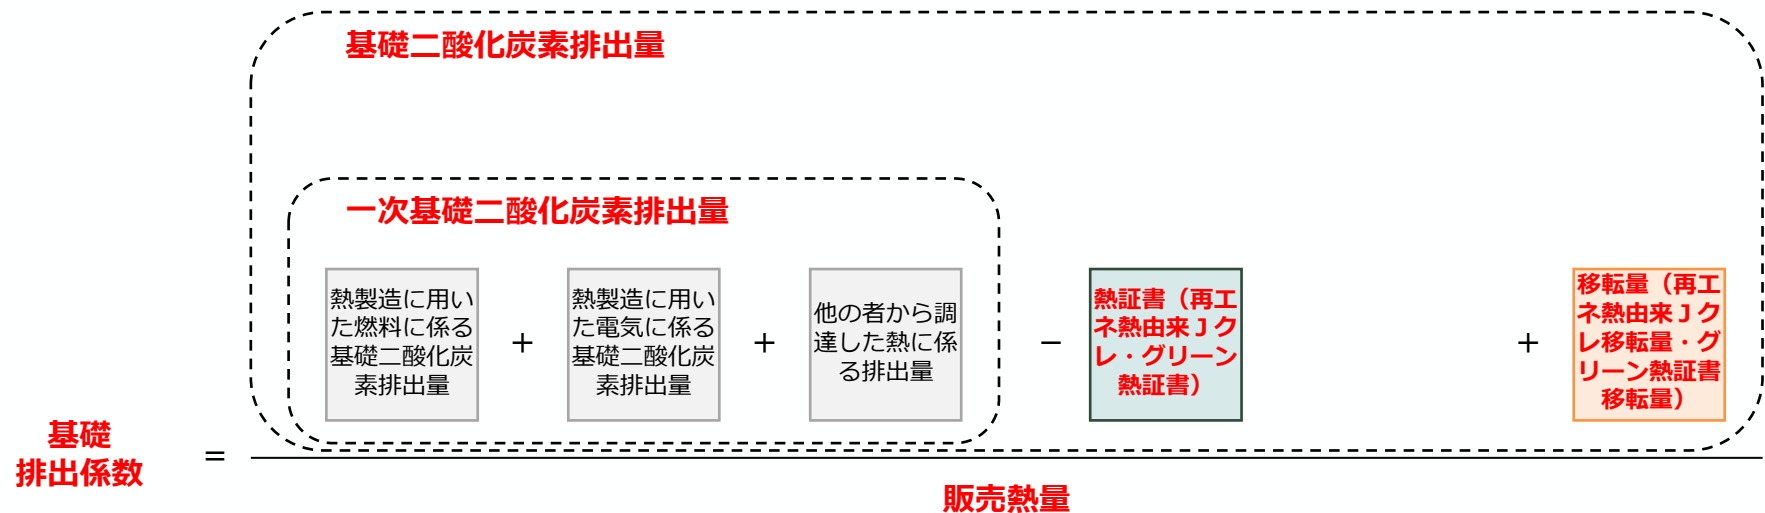 基礎二酸化炭素排出量
一次基礎二酸化炭素排出量
熱製造に用い
た燃料に係る
基礎二酸化炭
素排出量
+
熱製造に用い
た電気に係る
基礎二酸化炭
素排出量
+
他の者から調
達した熱に係
る排出量
−
熱証書（再エ
ネ熱由来Ｊク
レ・グリーン
熱証書）
+
移転量（再エ
ネ熱由来Ｊク
レ移転量・グ
リーン熱証書
移転量）
基礎
排出係数
=
販売熱量